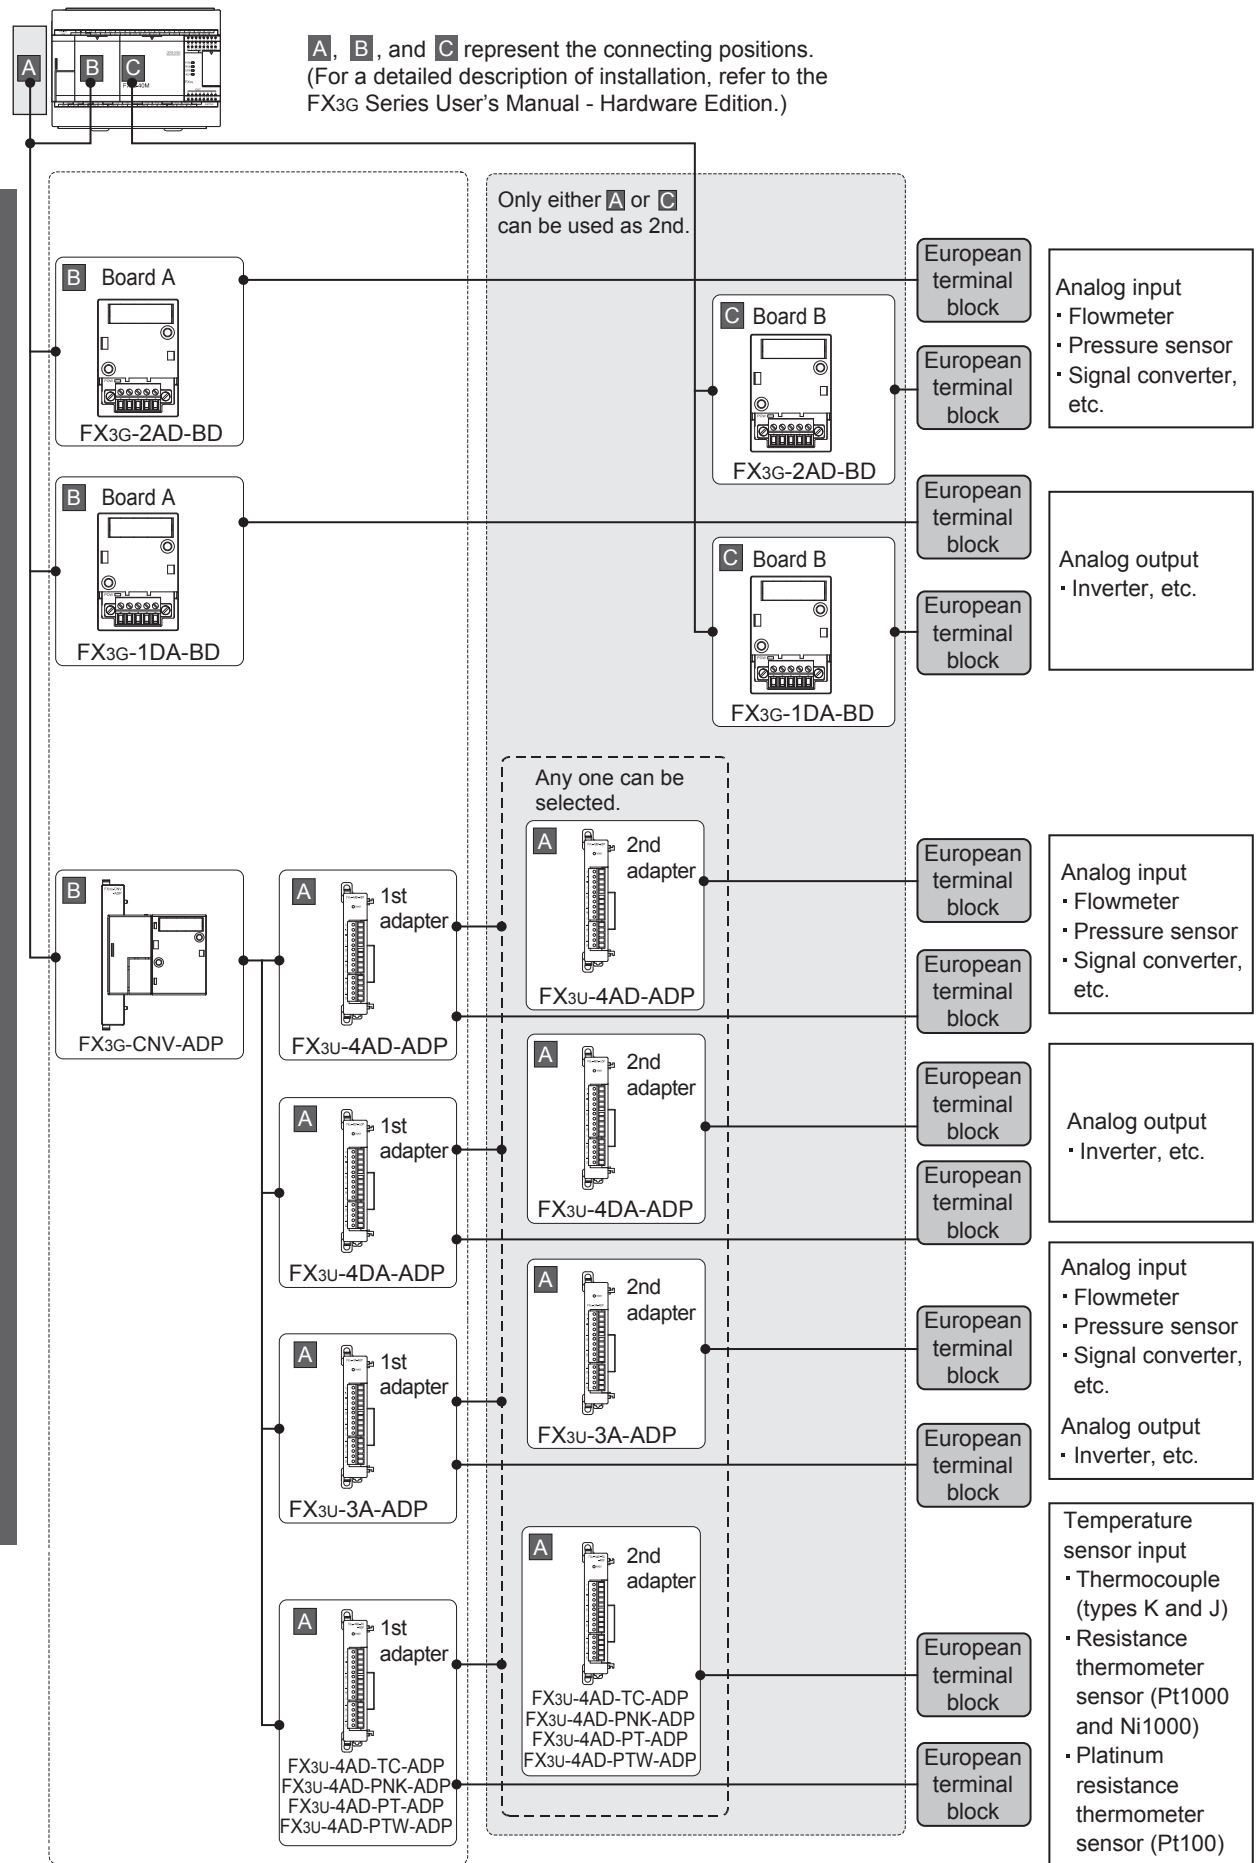 A, B, and C represent the connecting positions.
(For a detailed description of installation, refer to the
FX3G Series User's Manual - Hardware Edition.)
A
B
C
Only either A or C
can be used as 2nd.
B Board A
FX3G-2AD-BD
C Board B
FX3G-2AD-BD
European
terminal
block
European
terminal
block
Analog input
· Flowmeter
· Pressure sensor
· Signal converter,
etc.
B Board A
FX3G-1DA-BD
C Board B
FX3G-1DA-BD
European
terminal
block
European
terminal
block
Analog output
· Inverter, etc.
Any one can be
selected.
B
FX3G-CNV-ADP
A 1st
adapter
FX3U-4AD-ADP
A 2nd
adapter
FX3U-4AD-ADP
European
terminal
block
European
terminal
block
Analog input
· Flowmeter
· Pressure sensor
· Signal converter,
etc.
A 1st
adapter
FX3U-4DA-ADP
A 2nd
adapter
FX3U-4DA-ADP
European
terminal
block
European
terminal
block
Analog output
· Inverter, etc.
A 1st
adapter
FX3U-3A-ADP
A 2nd
adapter
FX3U-3A-ADP
European
terminal
block
European
terminal
block
Analog input
· Flowmeter
· Pressure sensor
· Signal converter,
etc.
Analog output
· Inverter, etc.
A 1st
adapter
FX3U-4AD-TC-ADP
FX3U-4AD-PNK-ADP
FX3U-4AD-PT-ADP
FX3U-4AD-PTW-ADP
A 2nd
adapter
FX3U-4AD-TC-ADP
FX3U-4AD-PNK-ADP
FX3U-4AD-PT-ADP
FX3U-4AD-PTW-ADP
European
terminal
block
European
terminal
block
Temperature
sensor input
· Thermocouple
(types K and J)
· Resistance
thermometer
sensor (Pt1000
and Ni1000)
· Platinum
resistance
thermometer
sensor (Pt100)